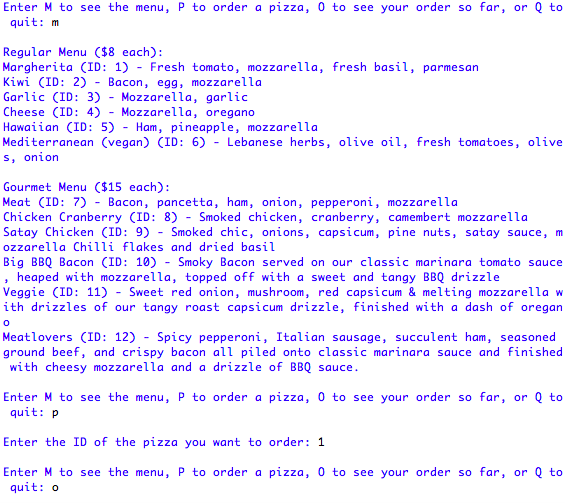 Enter M to see the menu, P to order a pizza, O to see your order so far, or Q to
 quit: m
Regular Menu ($8 each):
Margherita (ID: 1) - Fresh tomato, mozzarella, fresh basil, parmesan
Kiwi (ID: 2) - Bacon, egg, mozzarella
Garlic (ID: 3) - Mozzarella, garlic
Cheese (ID: 4) - Mozzarella, oregano
Hawaiian (ID: 5) - Ham, pineapple, mozzarella
Mediterranean (vegan) (ID: 6) - Lebanese herbs, olive oil, fresh tomatoes, olive
s, onion
Gourmet Menu ($15 each):
Meat (ID: 7) - Bacon, pancetta, ham, onion, pepperoni, mozzarella
Chicken Cranberry (ID: 8) - Smoked chicken, cranberry, camembert mozzarella
Satay Chicken (ID: 9) - Smoked chic, onions, capsicum, pine nuts, satay sauce, m
ozzarella Chilli flakes and dried basil
Big BBQ Bacon (ID: 10) - Smoky Bacon served on our classic marinara tomato sauce
, heaped with mozzarella, topped off with a sweet and tangy BBQ drizzle
Veggie (ID: 11) - Sweet red onion, mushroom, red capsicum & melting mozzarella w
ith drizzles of our tangy roast capsicum drizzle, finished with a dash of oregan
o
Meatlovers (ID: 12) - Spicy pepperoni, Italian sausage, succulent ham, seasoned
ground beef, and crispy bacon all piled onto classic marinara sauce and finished
 with cheesy mozzarella and a drizzle of BBQ sauce.
Enter M to see the menu, P to order a pizza, O to see your order so far, or Q to
 quit: p
Enter the ID of the pizza you want to order: 1
Enter M to see the menu, P to order a pizza, O to see your order so far, or Q to
 quit: o